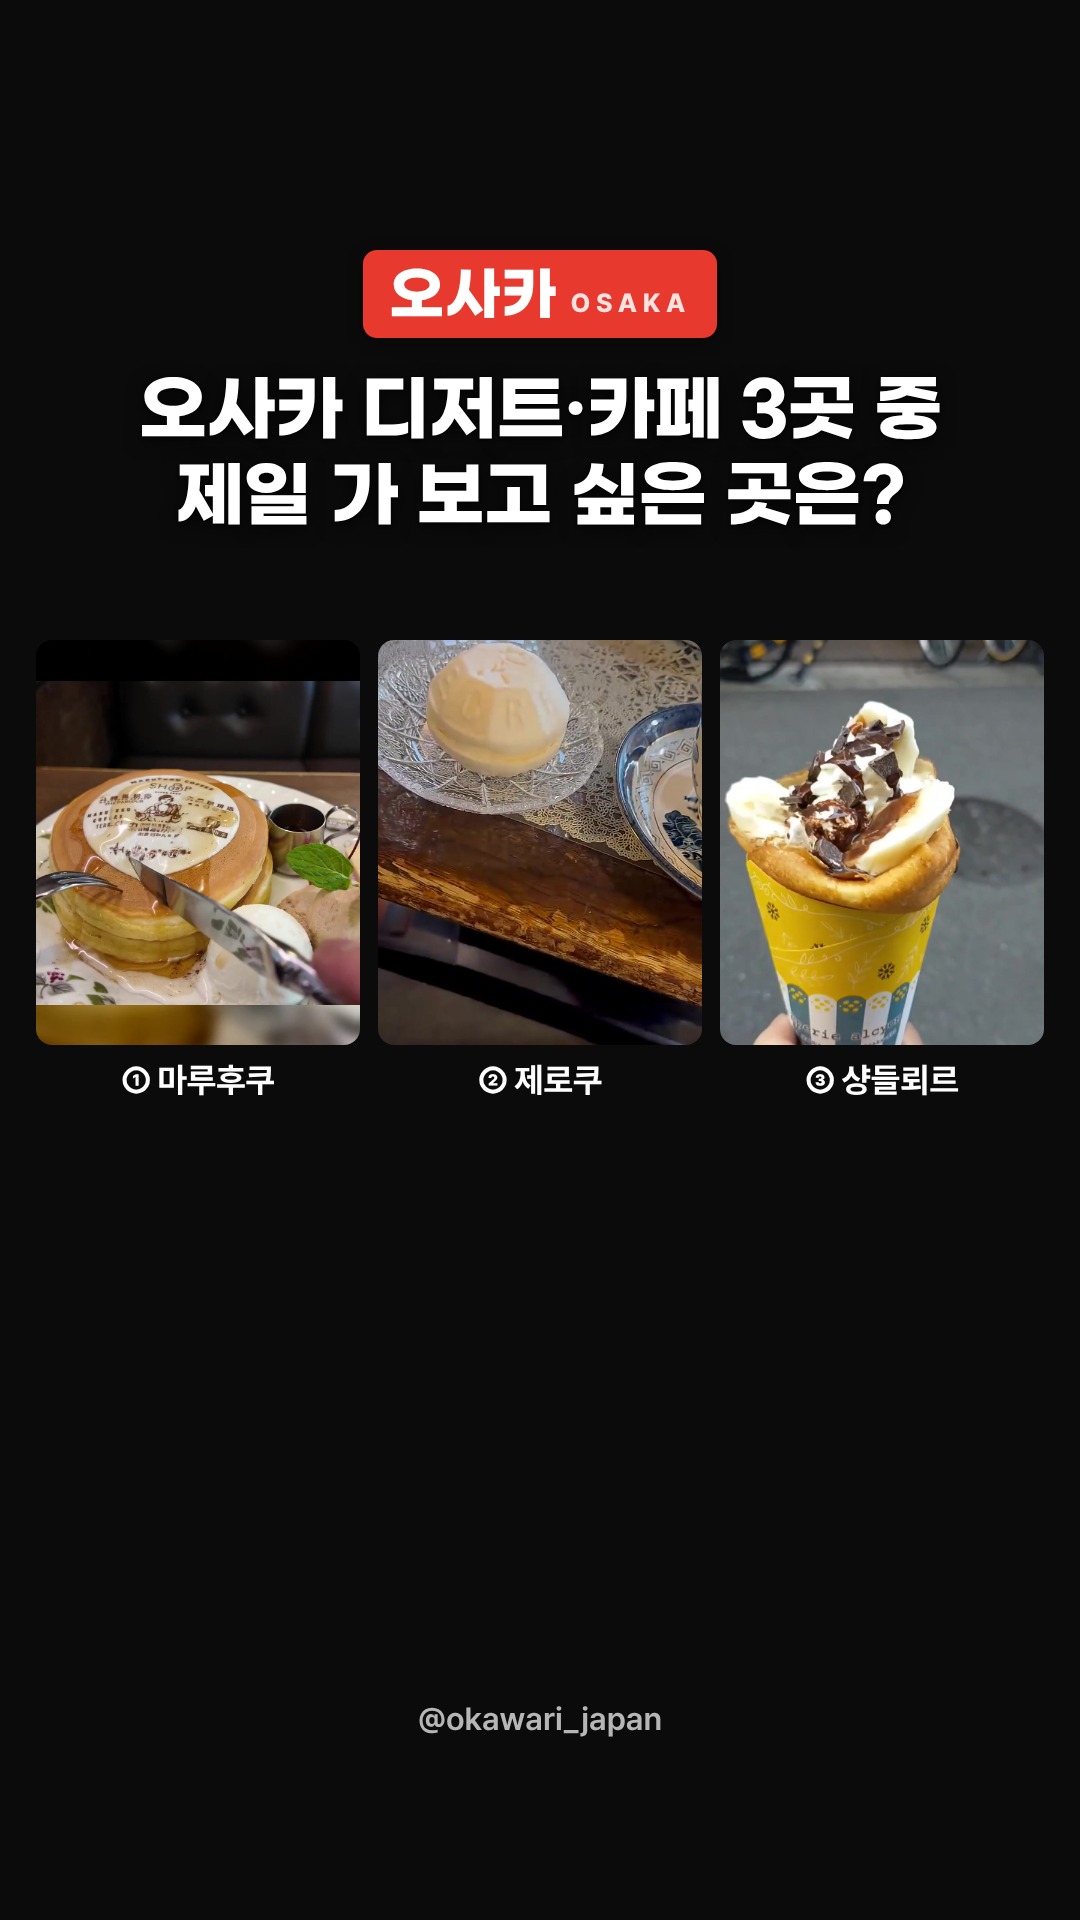 오사카 OSAKA
오사카 디저트·카페 3곳 중
제일 가 보고 싶은 곳은?
① 마루후쿠
② 제로쿠
③ 샹들뢰르
@okawari_japan